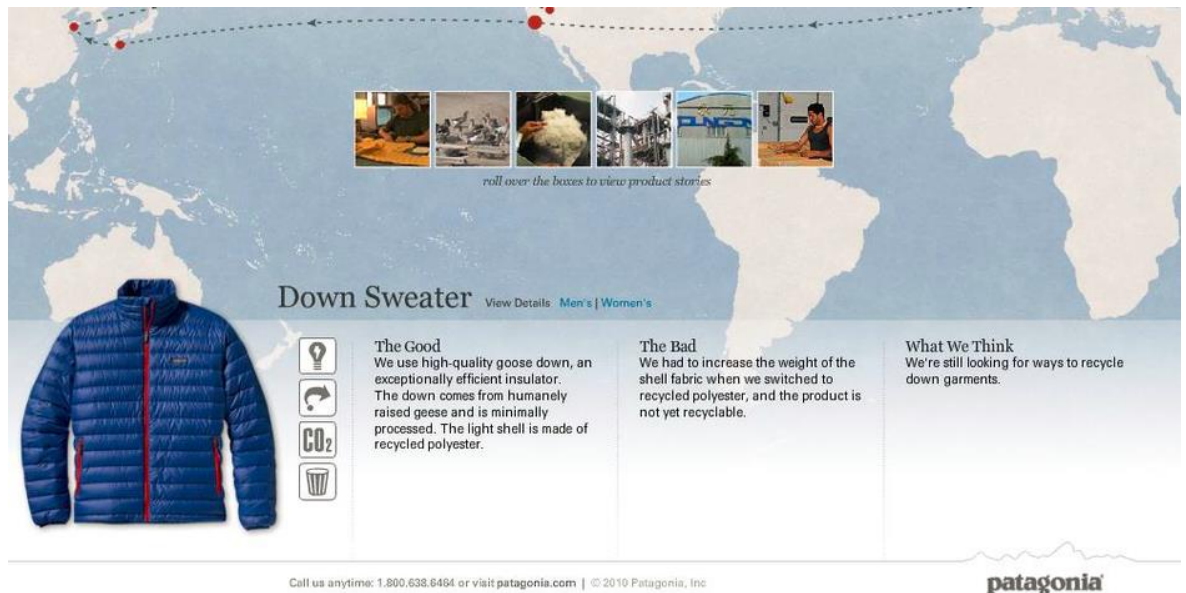 roll over the boxes to view product stories
Down Sweater View Details Men's | Women's
The Good
We use high-quality goose down, an
exceptionally efficient insulator.
The down comes from humanely
raised geese and is minimally
processed. The light shell is made of
recycled polyester.
The Bad
We had to increase the weight of the
shell fabric when we switched to
recycled polyester, and the product is
not yet recyclable.
What We Think
We're still looking for ways to recycle
down garments.
CO2
Call us anytime: 1.800.638.6464 or visit patagonia.com | © 2010 Patagonia, Inc
patagonia